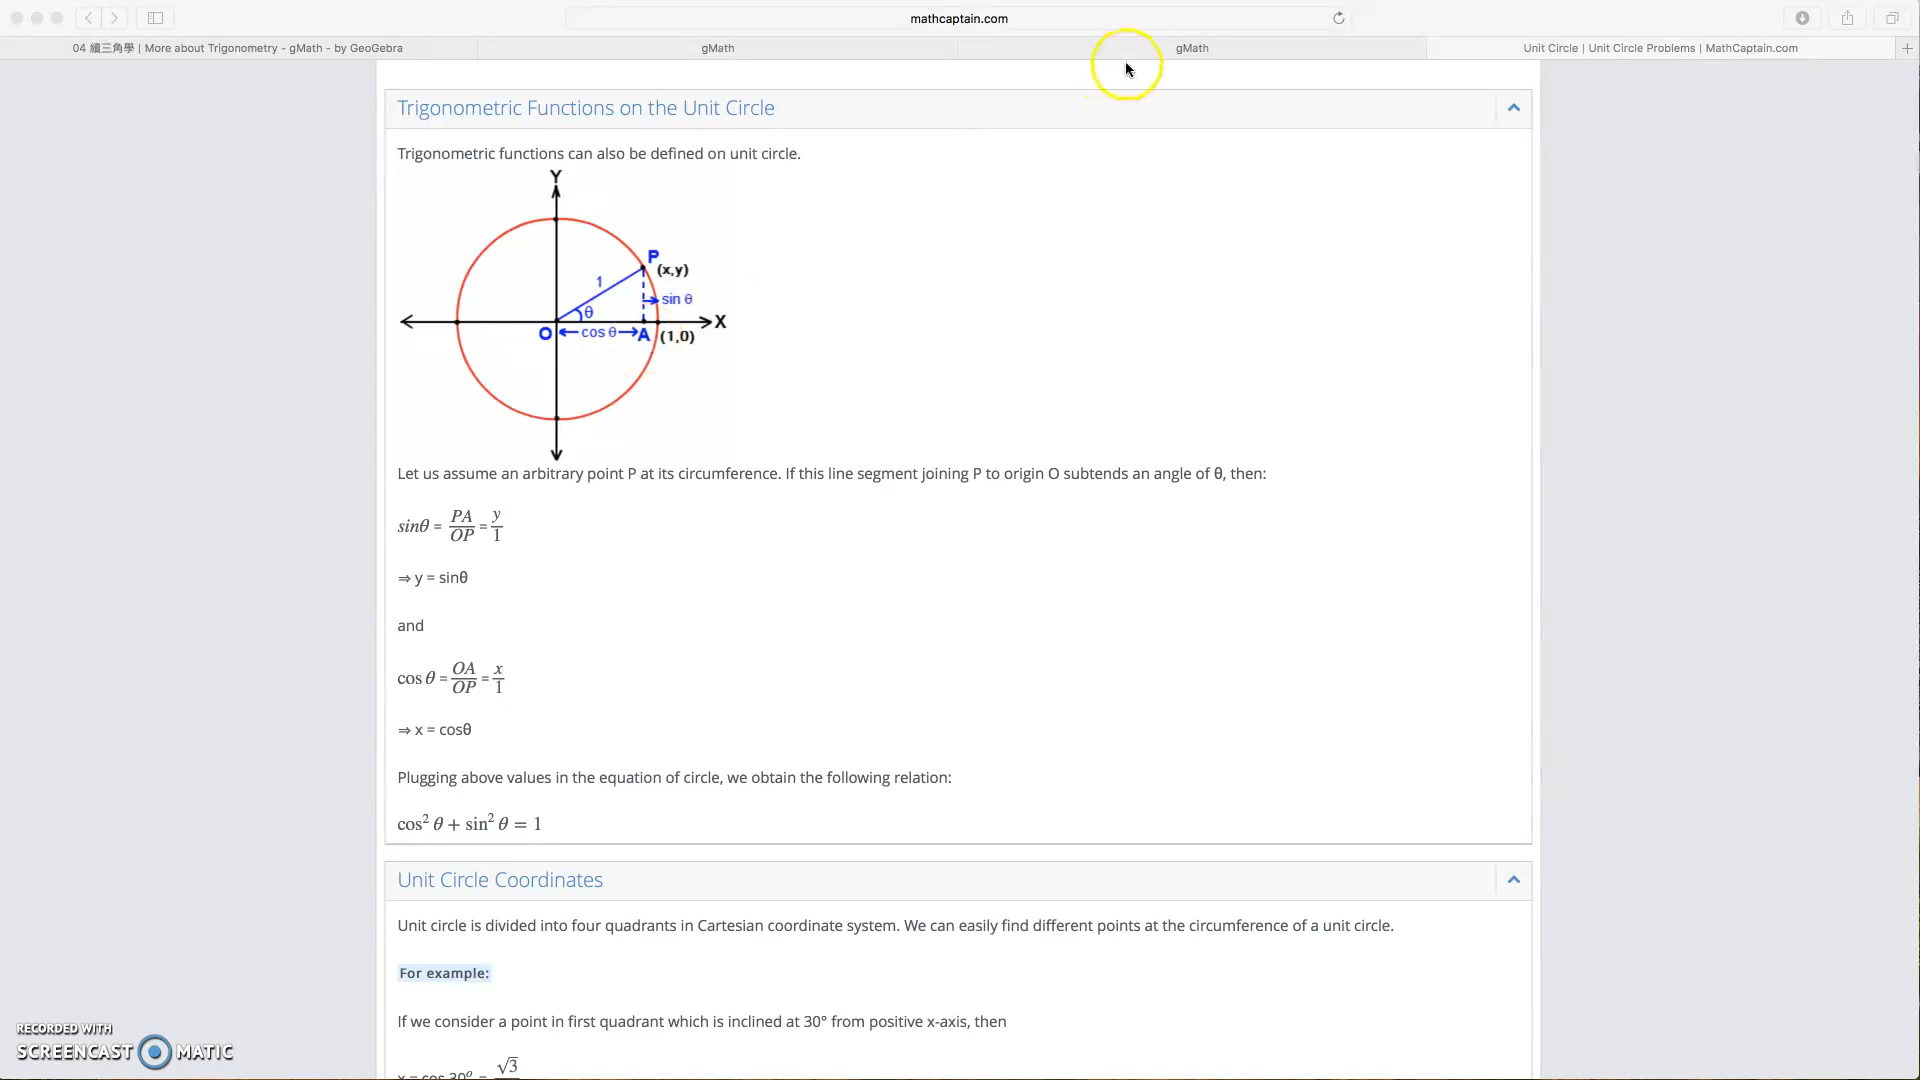 mathcaptain.com
04 續三角學 | More about Trigonometry - gMath - by GeoGebra
gMath
gMath
Unit Circle | Unit Circle Problems | MathCaptain.com
Trigonometric Functions on the Unit Circle
Trigonometric functions can also be defined on unit circle.
Y
P
(x,y)
1
sin θ
θ
X
O
cos θ
A
(1,0)
Let us assume an arbitrary point P at its circumference. If this line segment joining P to origin O subtends an angle of θ, then:
sinθ = PA/OP = y/1
⇒ y = sinθ
and
cos θ = OA/OP = x/1
⇒ x = cosθ
Plugging above values in the equation of circle, we obtain the following relation:
cos² θ + sin² θ = 1
Unit Circle Coordinates
Unit circle is divided into four quadrants in Cartesian coordinate system. We can easily find different points at the circumference of a unit circle.
For example:
If we consider a point in first quadrant which is inclined at 30° from positive x-axis, then
x = cos 30° = √3
RECORDED WITH
SCREENCAST MATIC